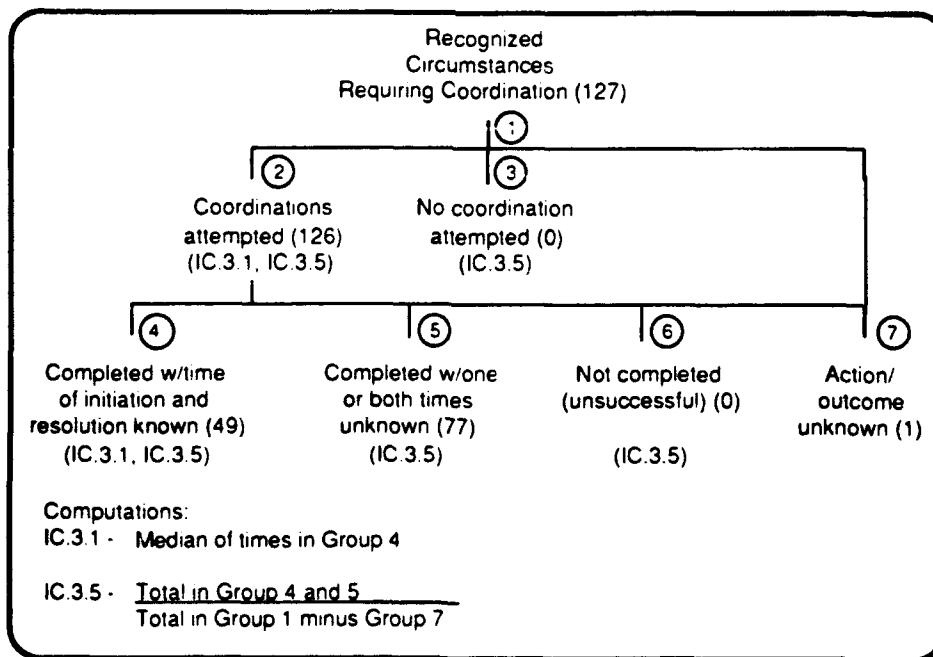 Recognized
Circumstances
Requiring Coordination (127)
1
2
3
Coordinations
attempted (126)
(IC.3.1, IC.3.5)
No coordination
attempted (0)
(IC.3.5)
4
5
6
7
Completed w/time
of initiation and
resolution known (49)
(IC.3.1, IC.3.5)
Completed w/one
or both times
unknown (77)
(IC.3.5)
Not completed
(unsuccessful) (0)
(IC.3.5)
Action/
outcome
unknown (1)
Computations:
IC.3.1 - Median of times in Group 4
IC.3.5 - Total in Group 4 and 5
Total in Group 1 minus Group 7